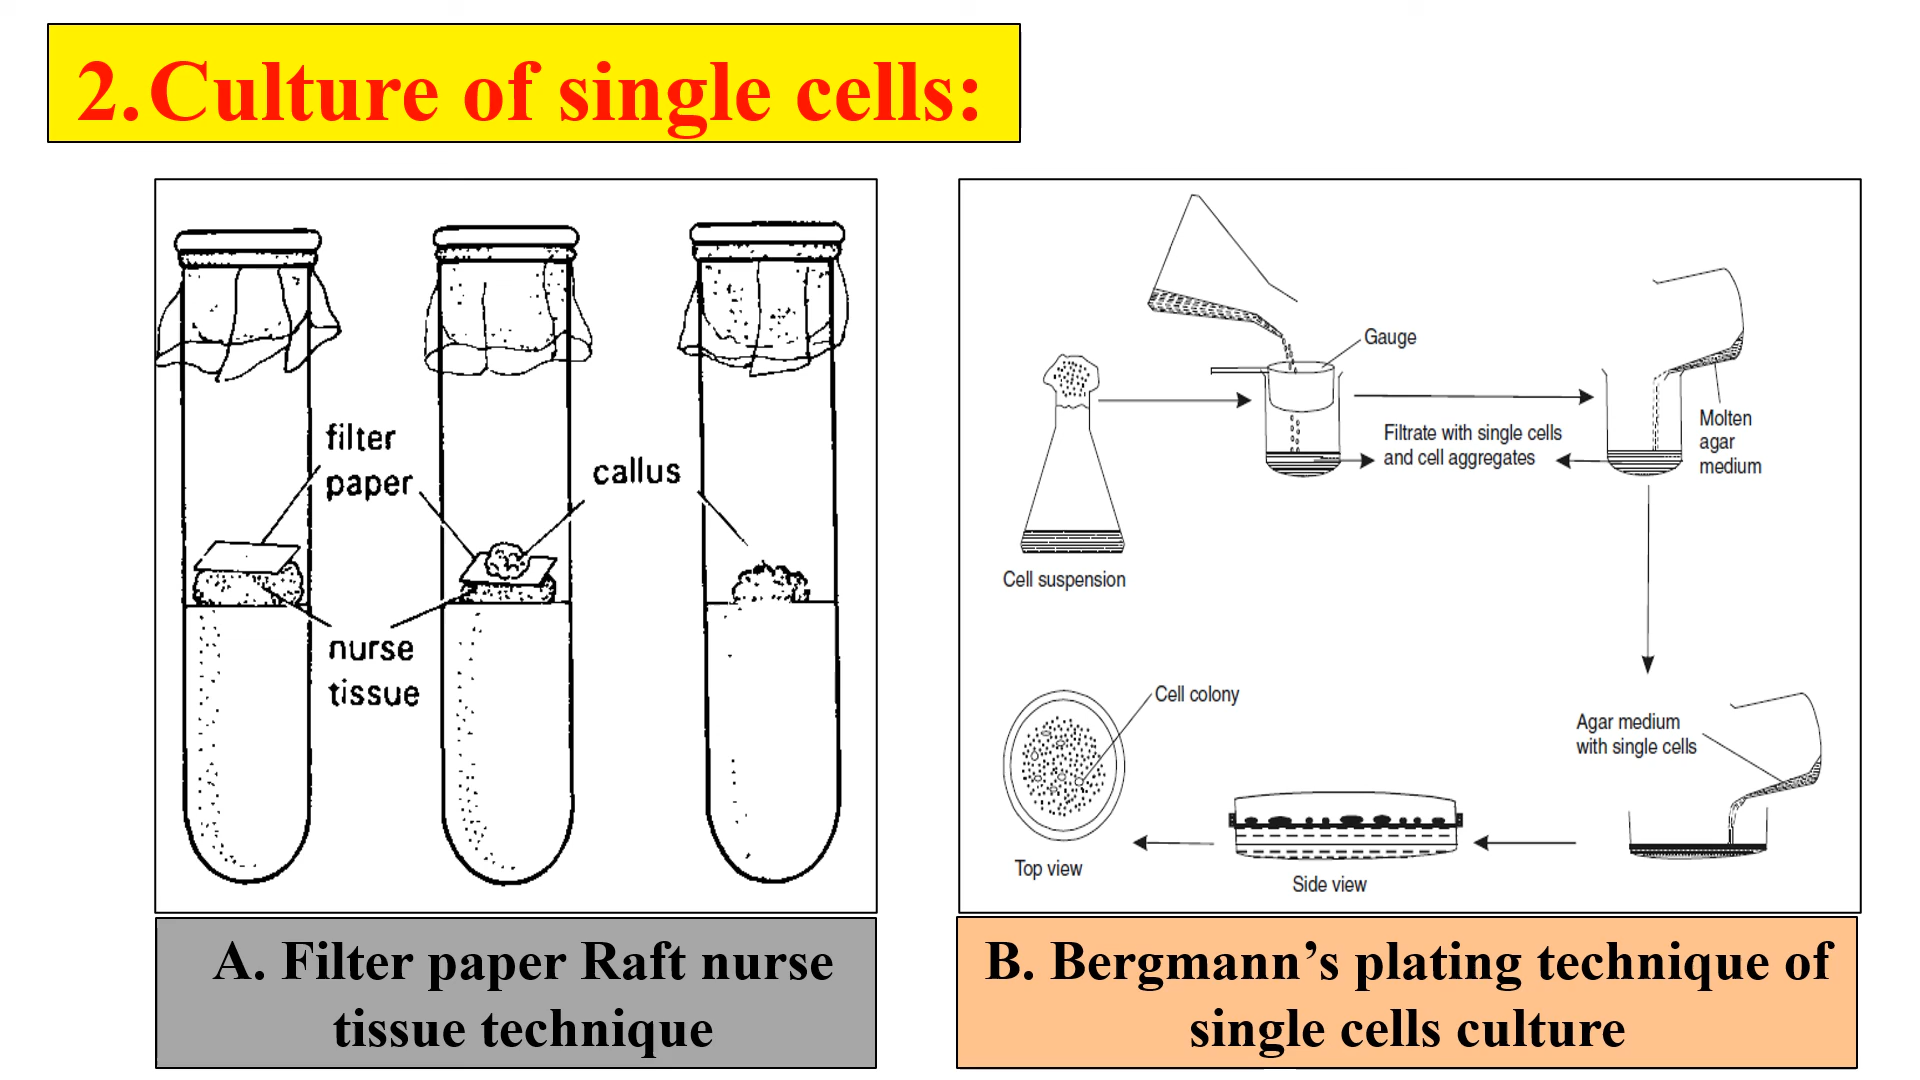 2. Culture of single cells:
filter
paper
callus
nurse
tissue
A. Filter paper Raft nurse
tissue technique
Gauge
Filtrate with single cells
and cell aggregates
Molten
agar
medium
Cell suspension
Cell colony
Agar medium
with single cells
Top view
Side view
B. Bergmann’s plating technique of
single cells culture